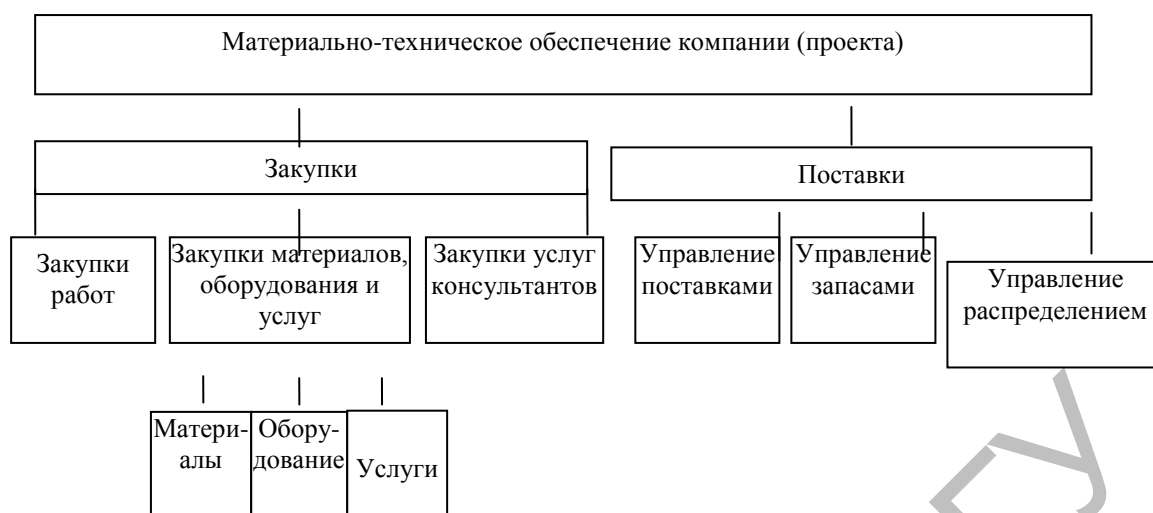 Материально-техническое обеспечение компании (проекта)
Закупки
Поставки
Закупки
работ
Закупки материалов,
оборудования и
услуг
Закупки услуг
консультантов
Управление
поставками
Управление
запасами
Управление
распределением
Матери-
алы
Обору-
дование
Услуги